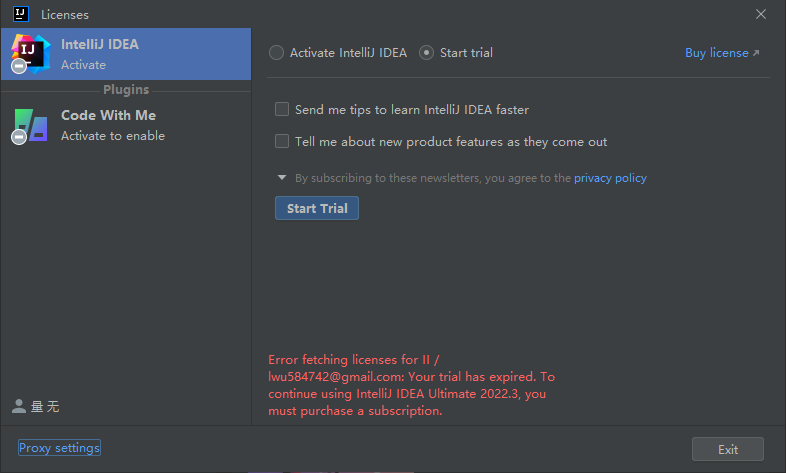 IJ
Licenses
IJ
IntelliJ IDEA
Activate
Plugins
Code With Me
Activate to enable
量 无
Activate IntelliJ IDEA
Start trial
Buy license
Send me tips to learn IntelliJ IDEA faster
Tell me about new product features as they come out
By subscribing to these newsletters, you agree to the privacy policy
Start Trial
Error fetching licenses for II /
lwu584742@gmail.com: Your trial has expired. To
continue using IntelliJ IDEA Ultimate 2022.3, you
must purchase a subscription.
Proxy settings
Exit